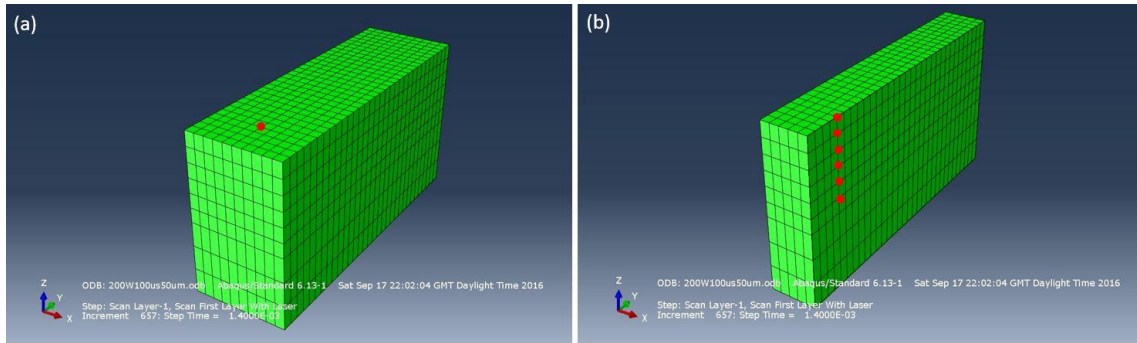 (a)
ODB: 200W100us50um.odb Abaqus/Standard 6.13-1 Sat Sep 17 22:02:04 GMT Daylight Time 2016
Z
Y
X
Step: Scan Layer-1, Scan First Layer With Laser
Increment 657: Step Time = 1.4000E-03
(b)
ODB: 200W100us50um.odb Abaqus/Standard 6.13-1 Sat Sep 17 22:02:04 GMT Daylight Time 2016
Z
Y
X
Step: Scan Layer-1, Scan First Layer With Laser
Increment 657: Step Time = 1.4000E-03